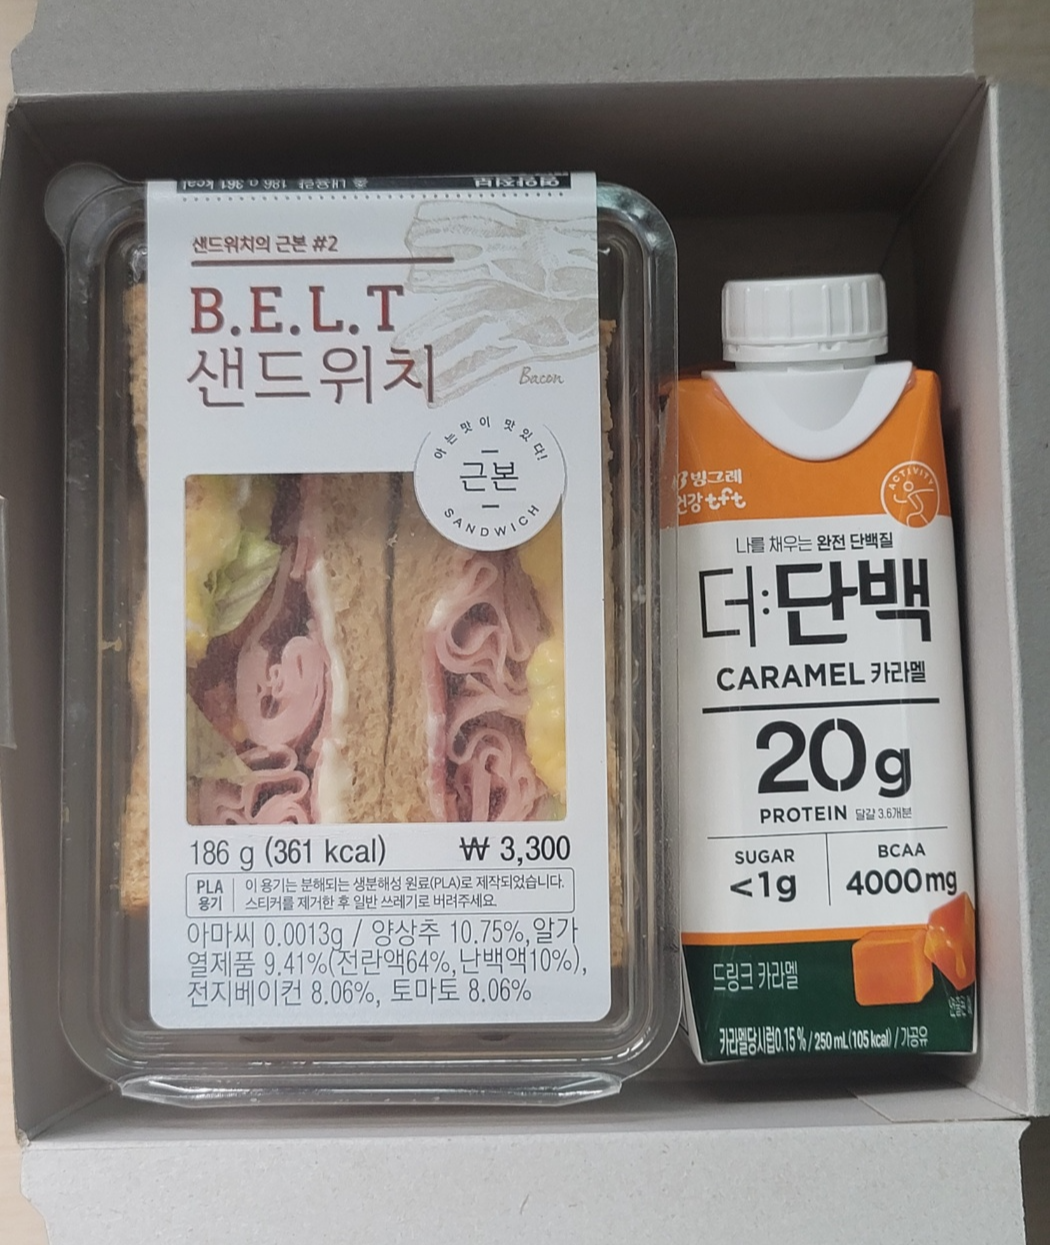 샌드위치의 근본 #2
B.E.L.T
샌드위치
Bacon
아는맛이 맛있다!
근본
SANDWICH
186 g (361 kcal)
₩ 3,300
PLA
용기
이 용기는 분해되는 생분해성 원료(PLA)로 제작되었습니다.
스티커를 제거한 후 일반 쓰레기로 버려주세요.
아마씨 0.0013g / 양상추 10.75%,알가
열제품 9.41%(전란액64%,난백액10%),
전지베이컨 8.06%, 토마토 8.06%
빙그레
건강 tft
ACTIVITY
나를 채우는 완전 단백질
더:단백
CARAMEL 카라멜
20g
PROTEIN 달걀 3.6개분
SUGAR
<1g
BCAA
4000mg
드링크 카라멜
카라멜당시럽0.15 % / 250 mL(105 kcal) / 가공유